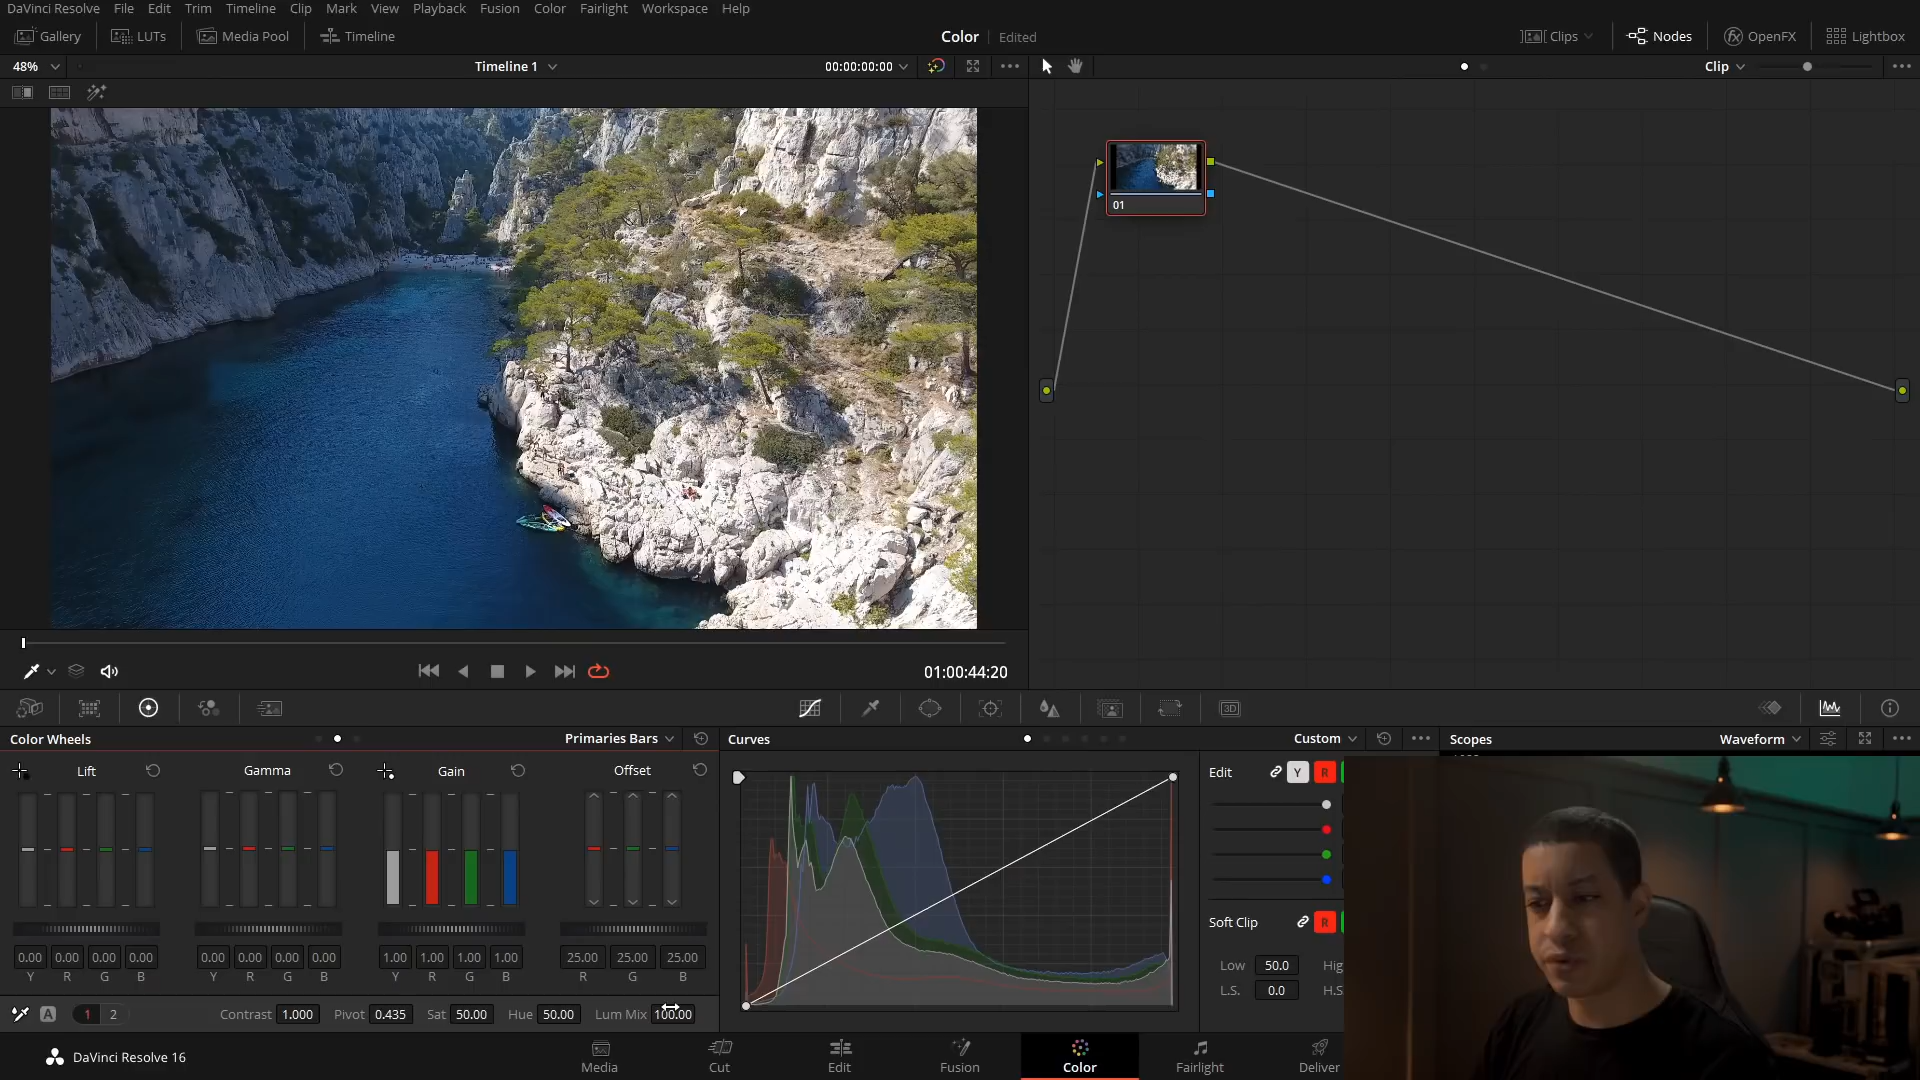 DaVinci Resolve File Edit Trim Timeline Clip Mark View Playback Fusion Color Fairlight Workspace Help
Gallery LUTs Media Pool Timeline Color Edited Clips Nodes OpenFX Lightbox
48% Timeline 1 00:00:00:00 Clip
01
01:00:44:20
3D
Color Wheels Primaries Bars Curves Custom Scopes Waveform
Lift Gamma Gain Offset Edit Y R
Soft Clip R
0.00 0.00 0.00 0.00 0.00 0.00 0.00 0.00 1.00 1.00 1.00 1.00 25.00 25.00 25.00 Low 50.0 Hig
Y R G B Y R G B Y R G B R G B L.S. 0.0 H.S
A 1 2 Contrast 1.000 Pivot 0.435 Sat 50.00 Hue 50.00 Lum Mix 100.00
DaVinci Resolve 16 Media Cut Edit Fusion Color Fairlight Deliver